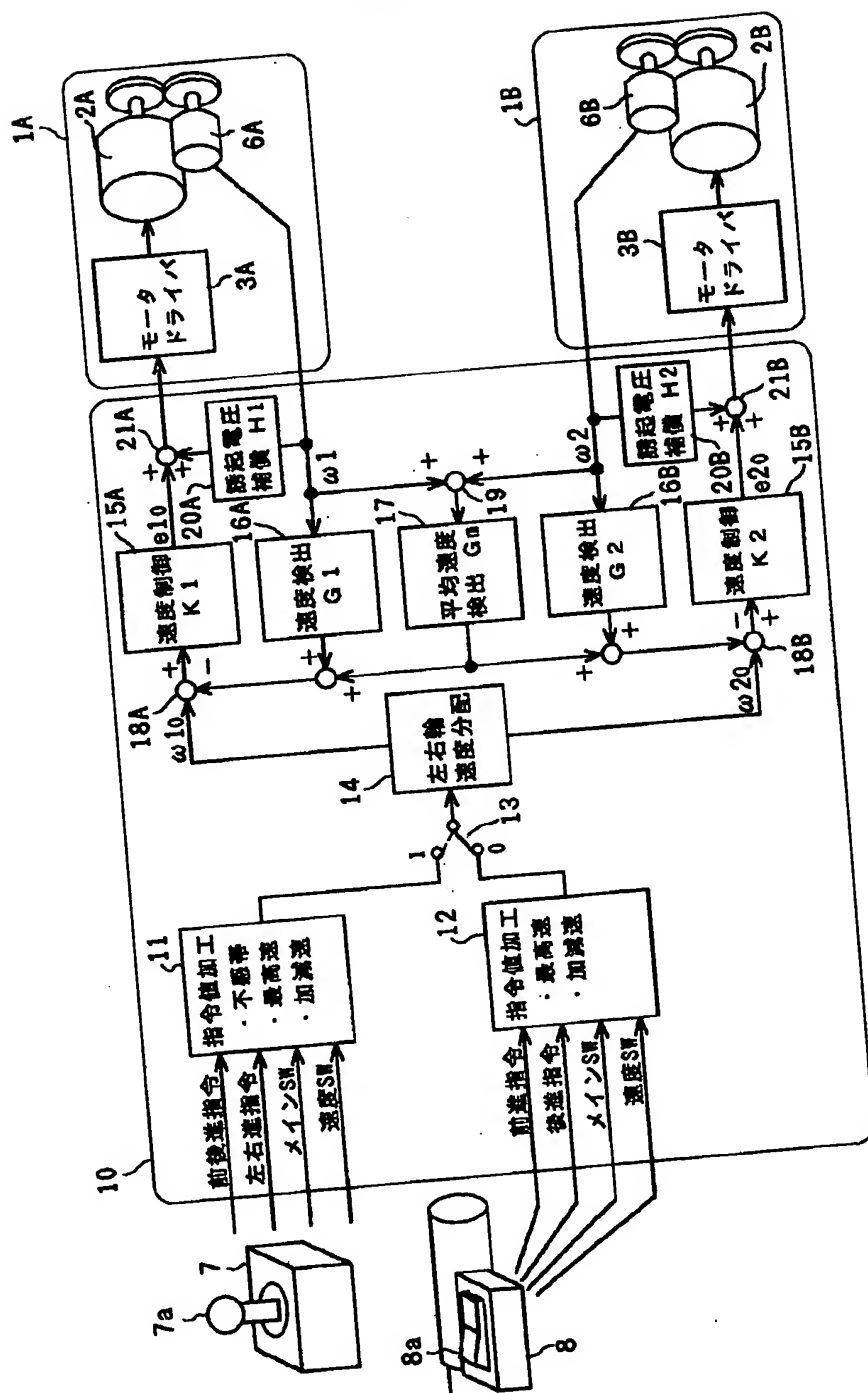 10
7a
7
8a
8
前後進指令
左右進指令
メインSW
速度SW
前進指令
後進指令
メインSW
速度SW
11
指令値加工
・不感帯
・最高速
・加減速
12
指令値加工
・最高速
・加減速
1
0
13
14
左右輪
速度分配
ω10
18A
+
-
15A
速度制御
K1
e10
21A
+
+
20A
誘起電圧
補償 H1
16A
速度検出
G1
ω1
+
+
17
平均速度
検出 Gm
+
+
19
16B
速度検出
G2
ω2
+
+
20B
誘起電圧
補償 H2
15B
速度制御
K2
e20
21B
+
+
ω20
18B
-
+
1A
2A
6A
3A
モータ
ドライバ
1B
2B
6B
3B
モータ
ドライバ